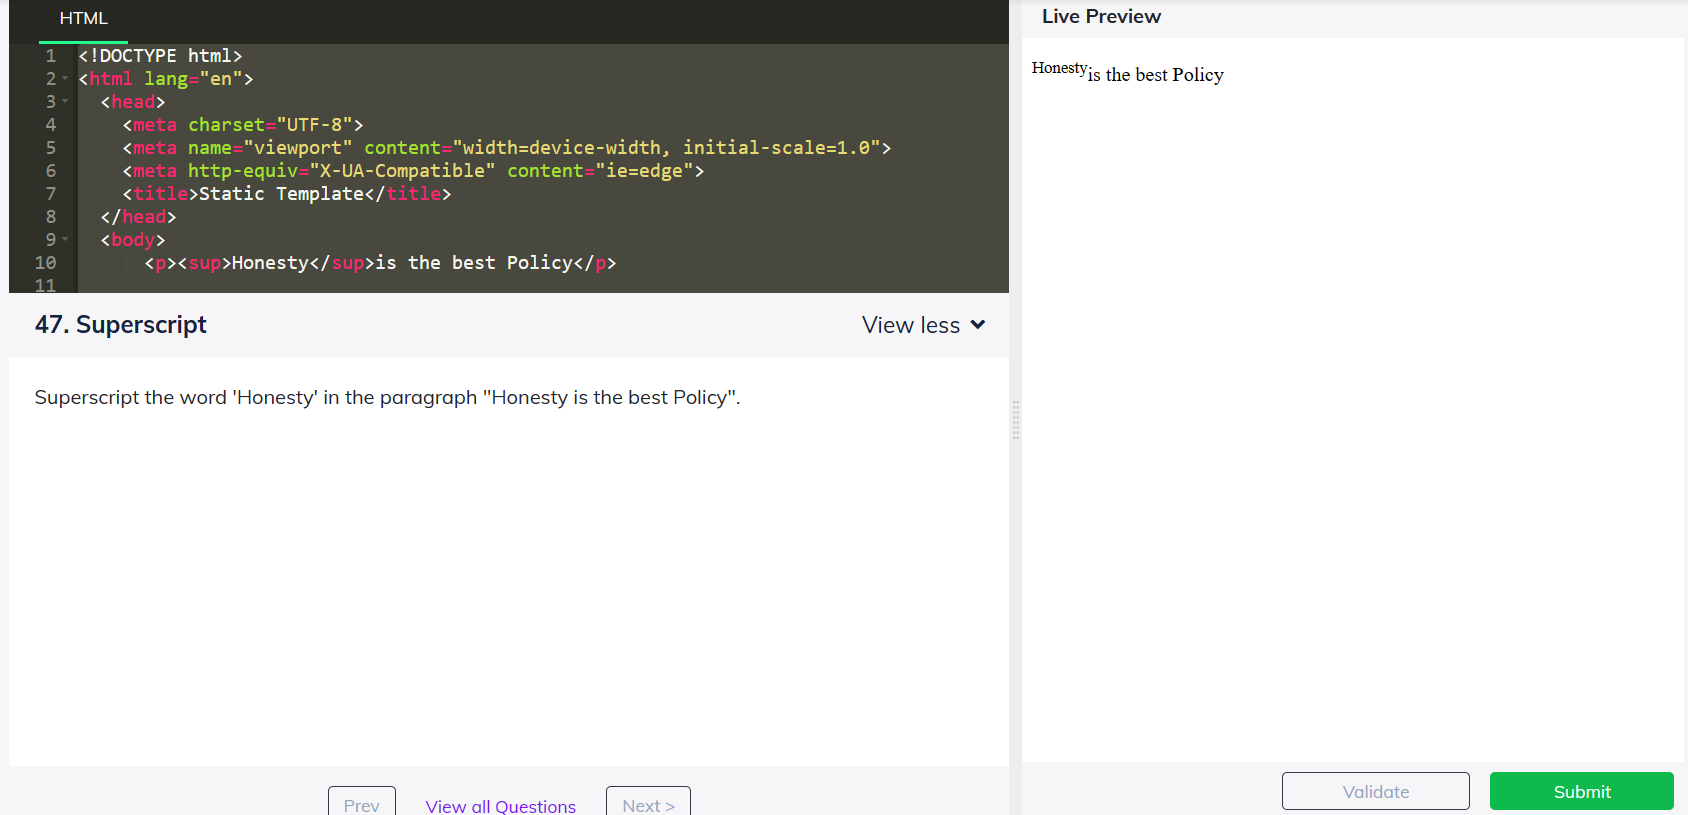 HTML
1 <!DOCTYPE html>
2 <html lang="en">
3 <head>
4 <meta charset="UTF-8">
5 <meta name="viewport" content="width=device-width, initial-scale=1.0">
6 <meta http-equiv="X-UA-Compatible" content="ie=edge">
7 <title>Static Template</title>
8 </head>
9 <body>
10 <p><sup>Honesty</sup>is the best Policy</p>
11
47. Superscript
View less
Superscript the word 'Honesty' in the paragraph "Honesty is the best Policy".
Prev
View all Questions
Next >
Live Preview
Honestyis the best Policy
Validate
Submit